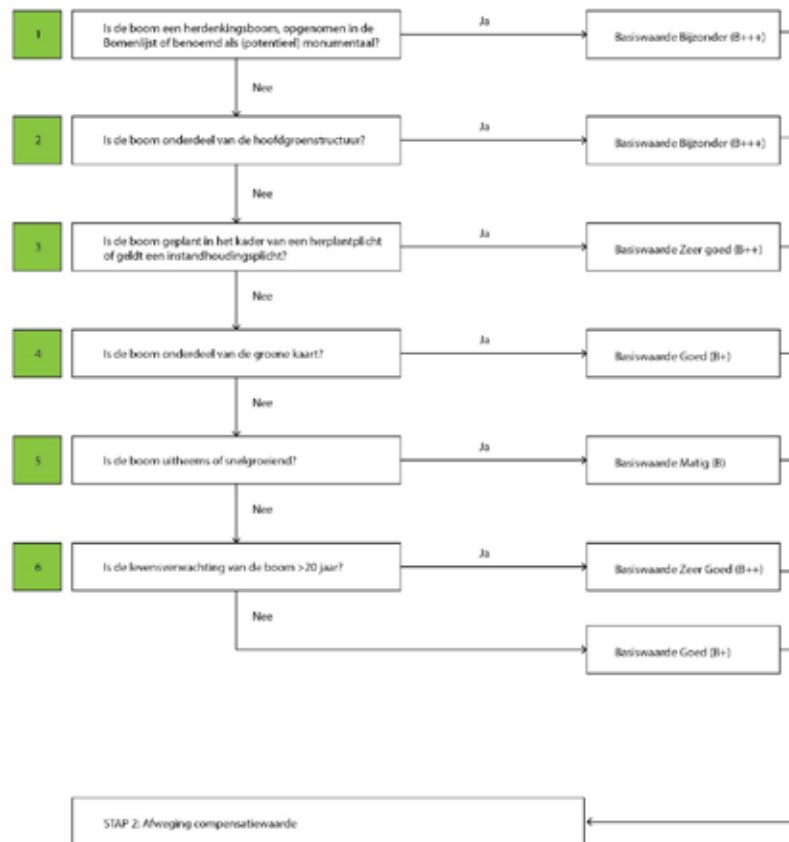 1
Is de boom een herdenkingsboom, opgenomen in de
Bomenlijst of benoemd als (potentieel) monumentaal?
Ja
Basiswaarde Bijzonder (B+++)
Nee
2
Is de boom onderdeel van de hoofdgroenstructuur?
Ja
Basiswaarde Bijzonder (B+++)
Nee
3
Is de boom geplant in het kader van een herplantplicht
of geldt een instandhoudingsplicht?
Ja
Basiswaarde Zeer goed (B++)
Nee
4
Is de boom onderdeel van de groene kaart?
Ja
Basiswaarde Goed (B+)
Nee
5
Is de boom uitheems of snelgroeiend?
Ja
Basiswaarde Matig (B)
Nee
6
Is de levensverwachting van de boom >20 jaar?
Ja
Basiswaarde Zeer Goed (B++)
Nee
Basiswaarde Goed (B+)
STAP 2: Afweging compensatiewaarde